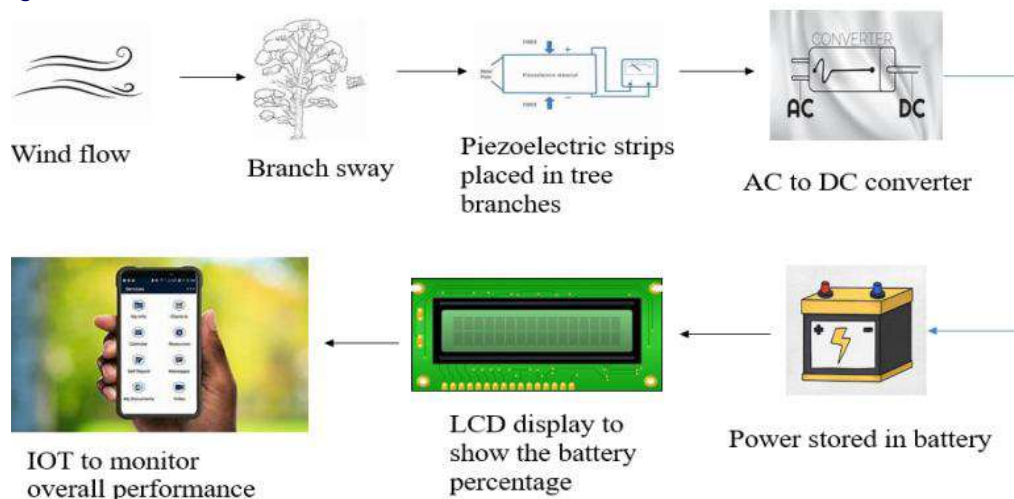 CONVERTER
AC
DC
Wind flow
Branch sway
Piezoelectric strips
placed in tree
branches
AC to DC converter
Services
LCD display to
show the battery
percentage
Power stored in battery
IOT to monitor
overall performance